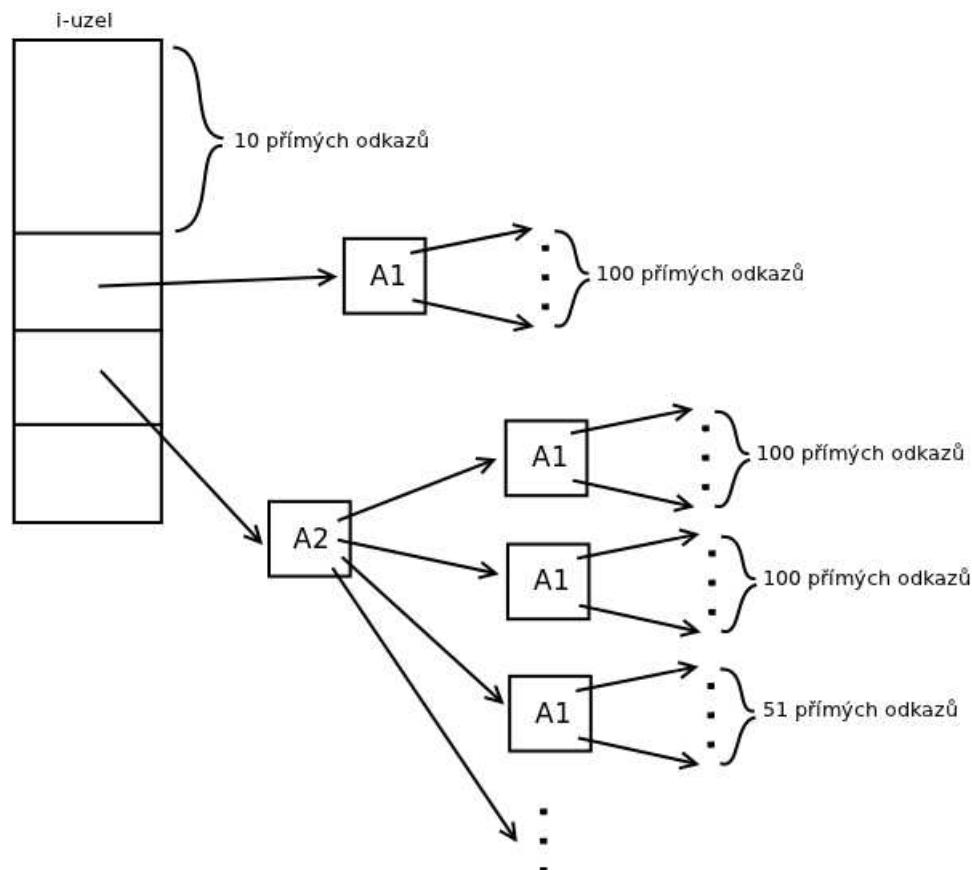 i-uzel
10 přímých odkazů
A1
100 přímých odkazů
A1
100 přímých odkazů
A2
A1
100 přímých odkazů
A1
51 přímých odkazů